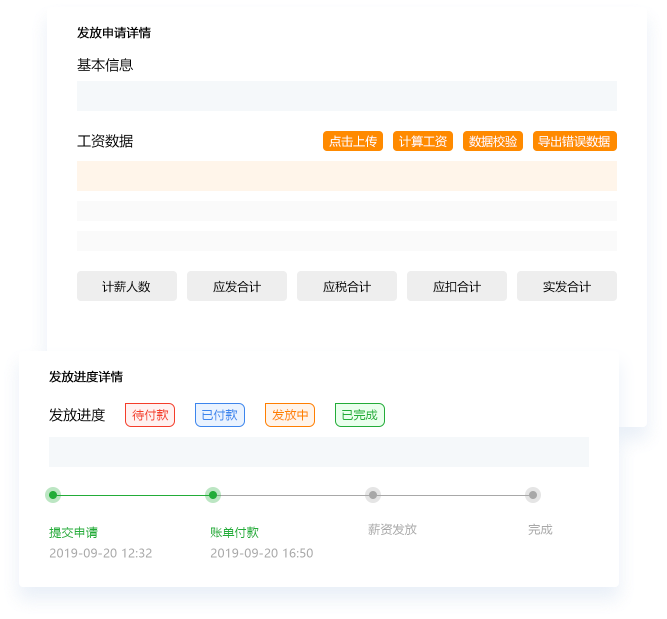 发放申请详情
基本信息
工资数据 点击上传 计算工资 数据校验 导出错误数据
计薪人数 应发合计 应税合计 应扣合计 实发合计
发放进度详情
发放进度 待付款 已付款 发放中 已完成
提交申请 账单付款 薪资发放 完成
2019-09-20 12:32 2019-09-20 16:50